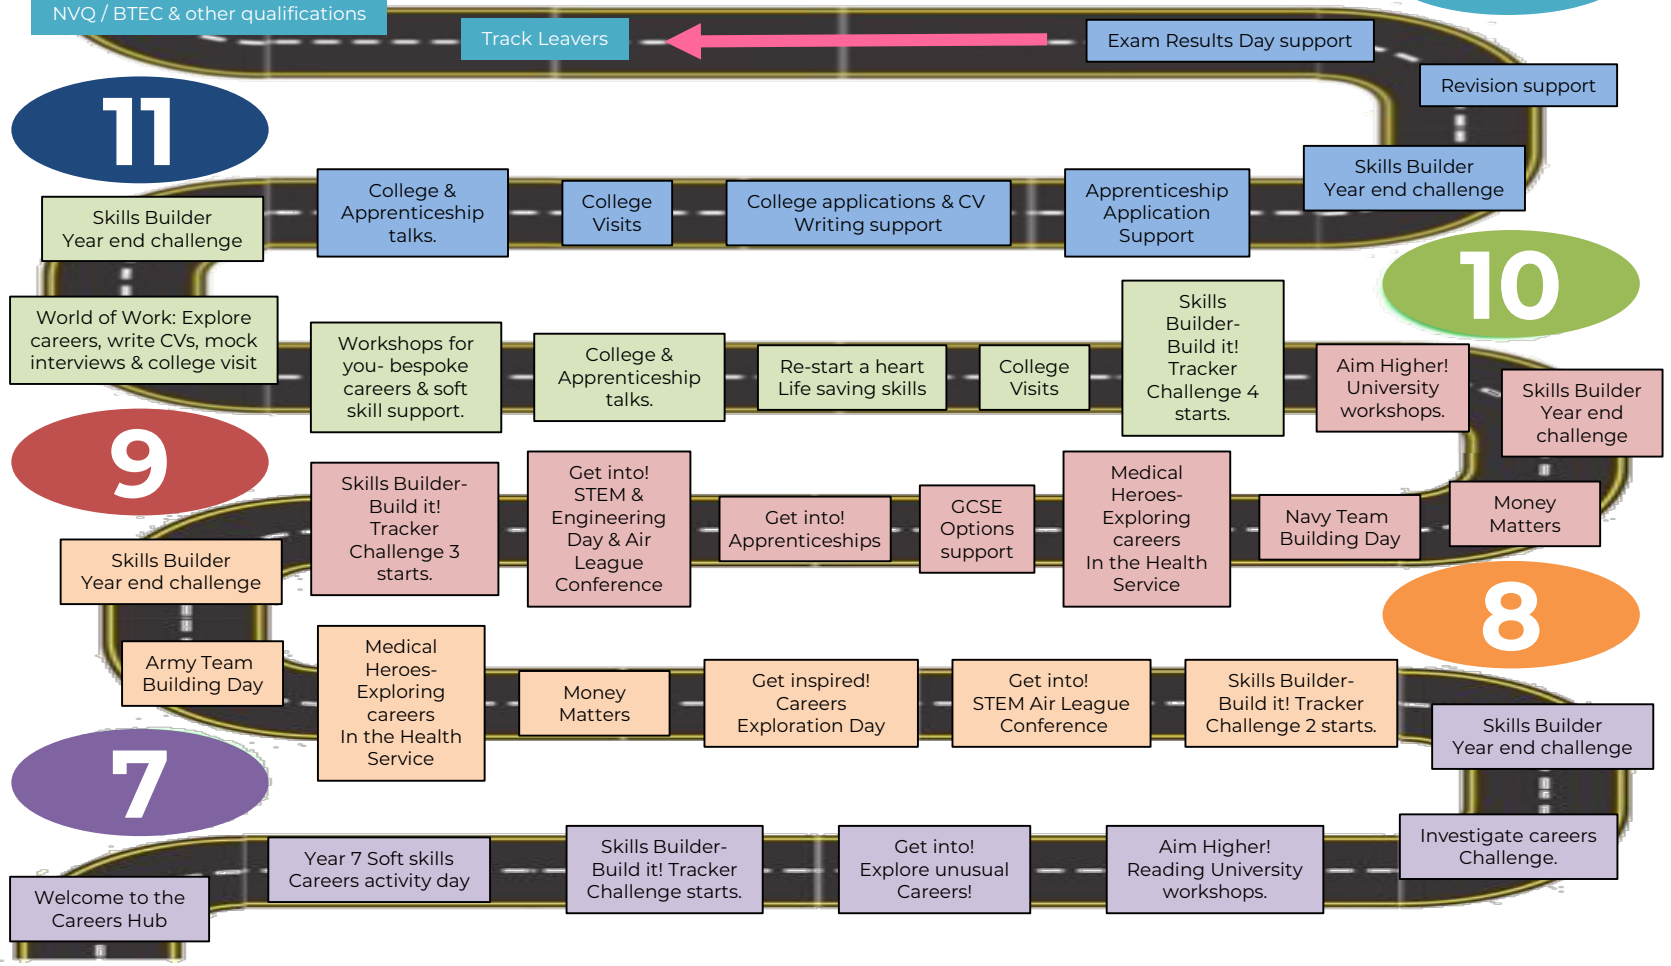 NVQ / BTEC & other qualifications
Track Leavers
Exam Results Day support
Revision support
11
Skills Builder
Year end challenge
College &
Apprenticeship
talks.
College
Visits
College applications & CV
Writing support
Apprenticeship
Application
Support
Skills Builder
Year end challenge
10
World of Work: Explore
careers, write CVs, mock
interviews & college visit
Workshops for
you- bespoke
careers & soft
skill support.
College &
Apprenticeship
talks.
Re-start a heart
Life saving skills
College
Visits
Skills
Builder-
Build it!
Tracker
Challenge 4
starts.
Aim Higher!
University
workshops.
Skills Builder
Year end
challenge
9
Skills Builder
Year end challenge
Skills Builder-
Build it!
Tracker
Challenge 3
starts.
Get into!
STEM &
Engineering
Day & Air
League
Conference
Get into!
Apprenticeships
GCSE
Options
support
Medical
Heroes-
Exploring
careers
In the Health
Service
Navy Team
Building Day
Money
Matters
8
Army Team
Building Day
Medical
Heroes-
Exploring
careers
In the Health
Service
Money
Matters
Get inspired!
Careers
Exploration Day
Get into!
STEM Air League
Conference
Skills Builder-
Build it! Tracker
Challenge 2 starts.
Skills Builder
Year end challenge
7
Welcome to the
Careers Hub
Year 7 Soft skills
Careers activity day
Skills Builder-
Build it! Tracker
Challenge starts.
Get into!
Explore unusual
Careers!
Aim Higher!
Reading University
workshops.
Investigate careers
Challenge.